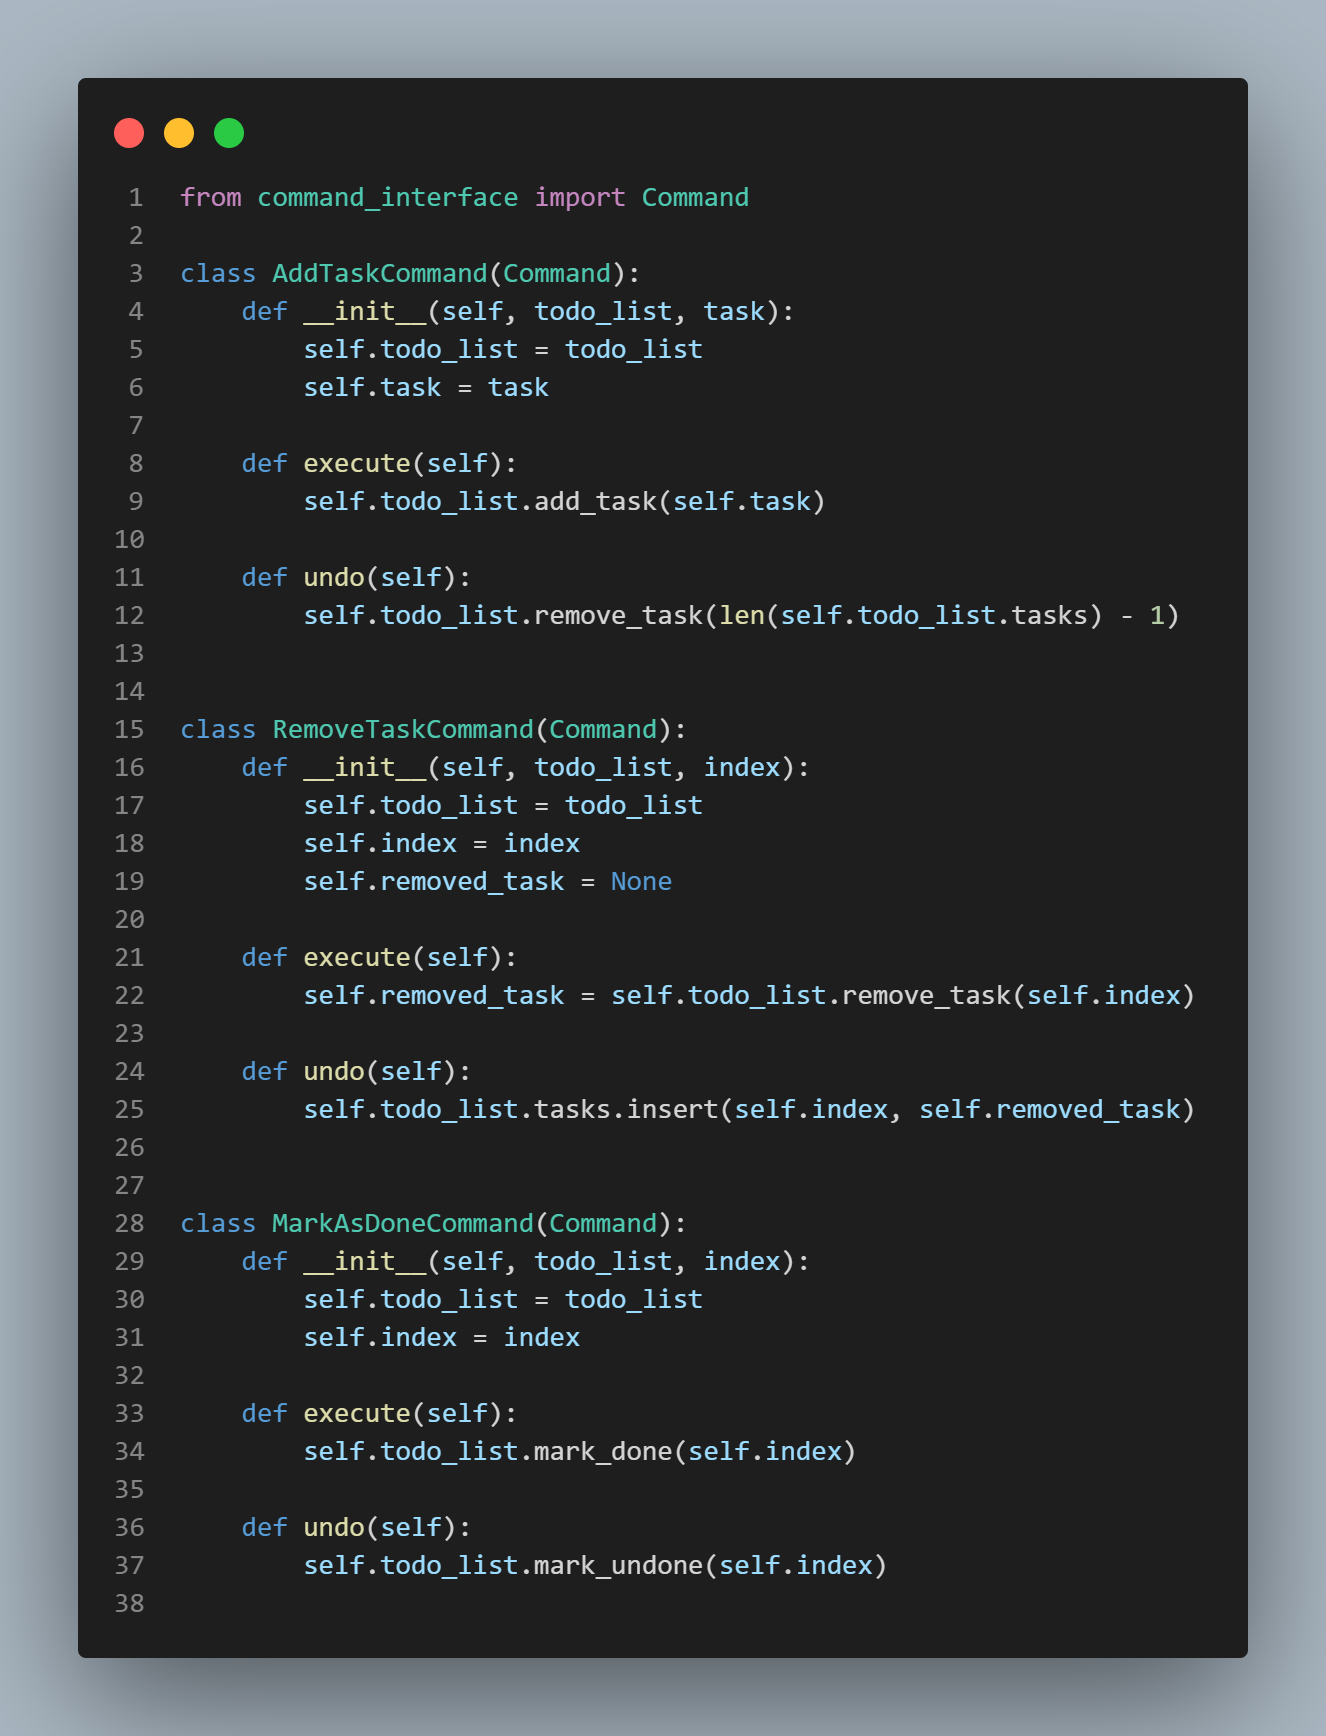 1 from command_interface import Command
2
3 class AddTaskCommand(Command):
4     def __init__(self, todo_list, task):
5         self.todo_list = todo_list
6         self.task = task
7
8     def execute(self):
9         self.todo_list.add_task(self.task)
10
11     def undo(self):
12         self.todo_list.remove_task(len(self.todo_list.tasks) - 1)
13
14
15 class RemoveTaskCommand(Command):
16     def __init__(self, todo_list, index):
17         self.todo_list = todo_list
18         self.index = index
19         self.removed_task = None
20
21     def execute(self):
22         self.removed_task = self.todo_list.remove_task(self.index)
23
24     def undo(self):
25         self.todo_list.tasks.insert(self.index, self.removed_task)
26
27
28 class MarkAsDoneCommand(Command):
29     def __init__(self, todo_list, index):
30         self.todo_list = todo_list
31         self.index = index
32
33     def execute(self):
34         self.todo_list.mark_done(self.index)
35
36     def undo(self):
37         self.todo_list.mark_undone(self.index)
38